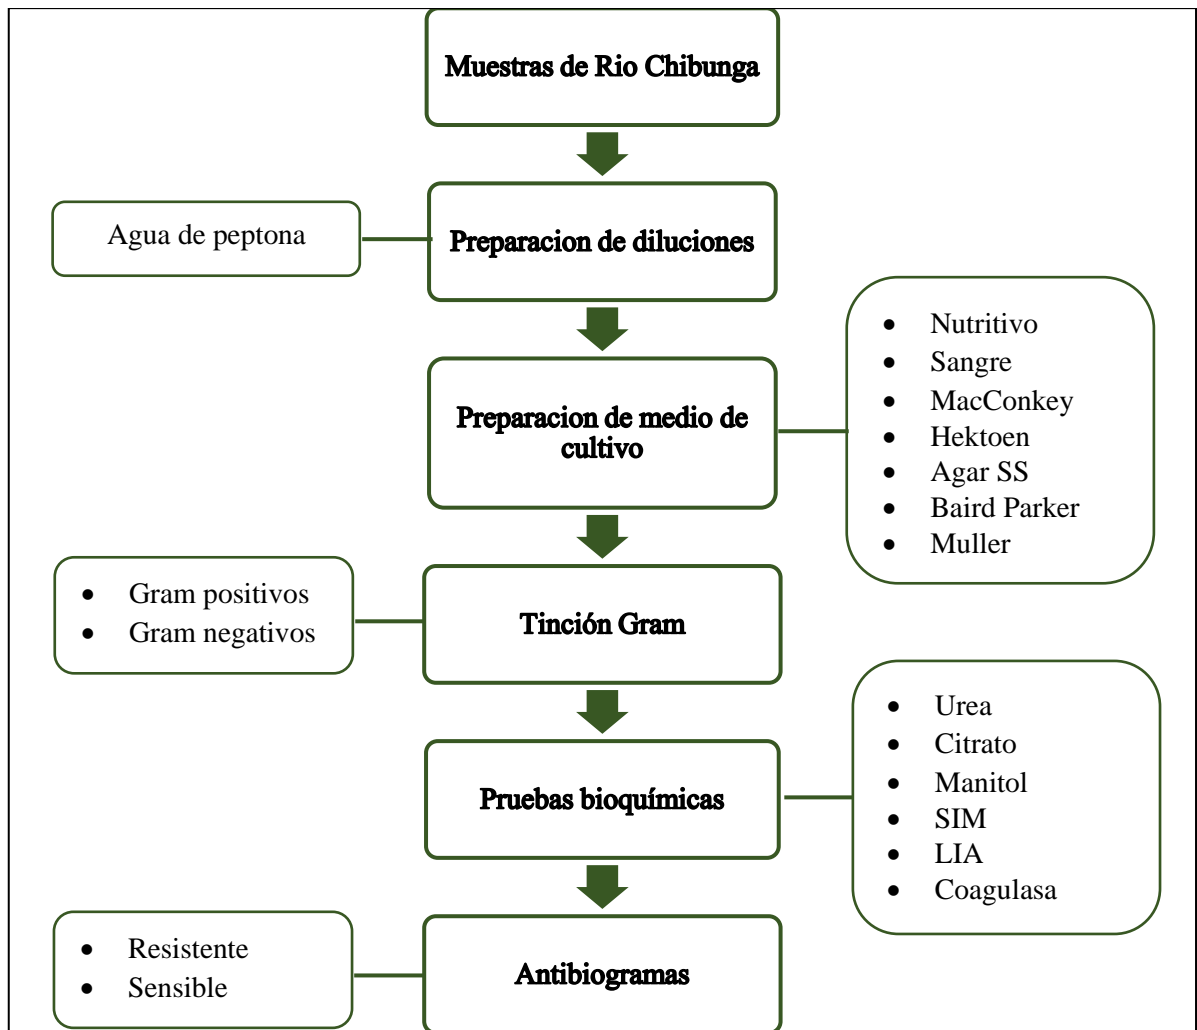 Muestras de Rio Chibunga
Agua de peptona
Preparacion de diluciones
Preparacion de medio de
cultivo
• Nutritivo
• Sangre
• MacConkey
• Hektoen
• Agar SS
• Baird Parker
• Muller
• Gram positivos
• Gram negativos
Tinción Gram
Pruebas bioquímicas
• Urea
• Citrato
• Manitol
• SIM
• LIA
• Coagulasa
• Resistente
• Sensible
Antibiogramas